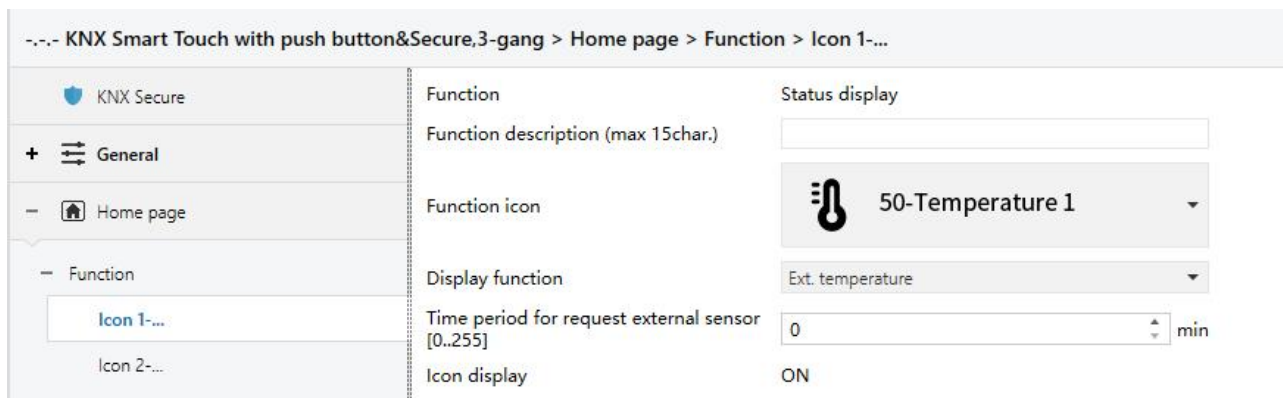 -.-.- KNX Smart Touch with push button&Secure,3-gang > Home page > Function > Icon 1-...
KNX Secure
+ General
– Home page
– Function
Icon 1-...
Icon 2-...
Function Status display
Function description (max 15char.)
Function icon 50-Temperature 1
Display function Ext. temperature
Time period for request external sensor
[0..255] 0 min
Icon display ON